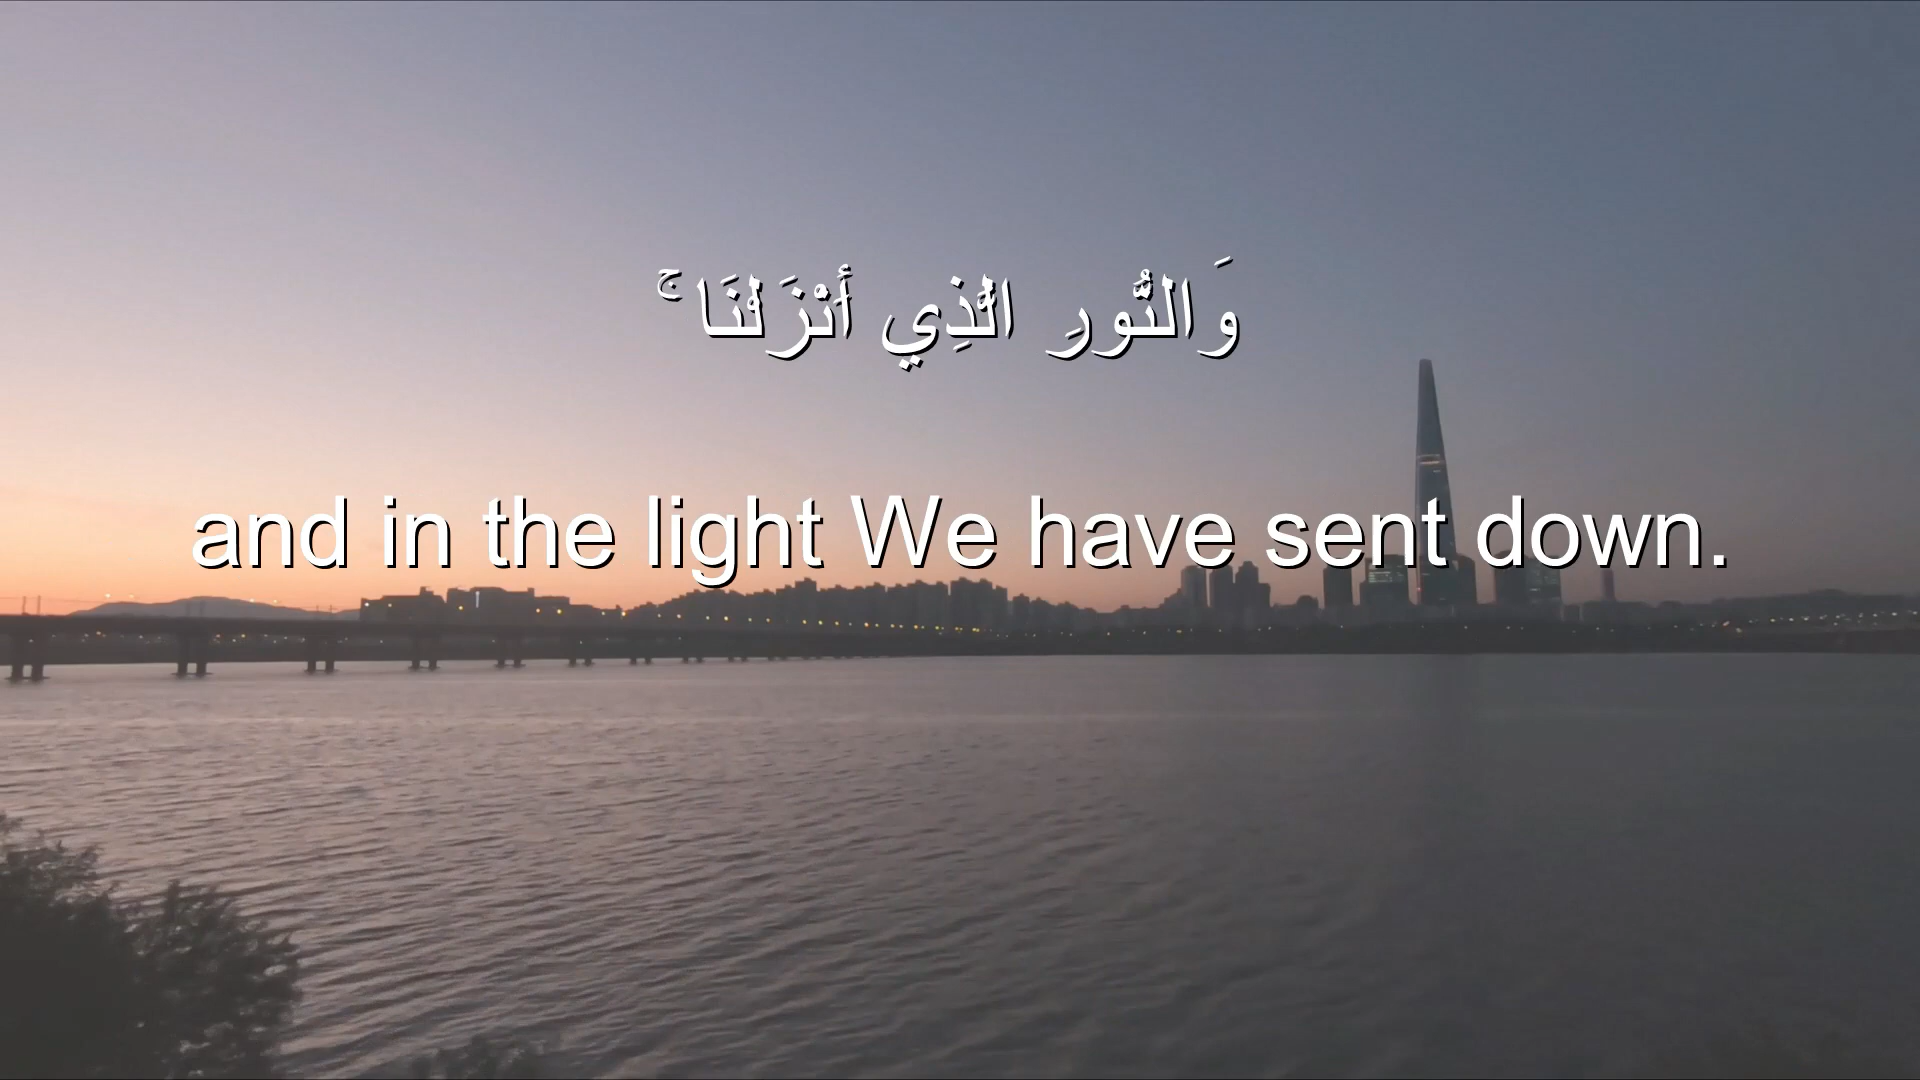 وَالنُّورِ الَّذِي أَنْزَلْنَا ۚ
and in the light We have sent down.